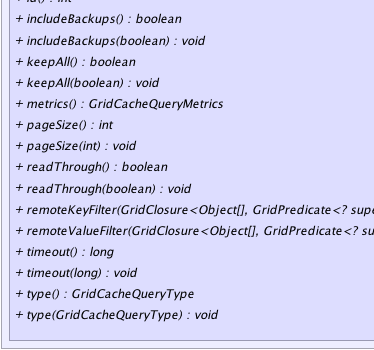 + id() : int
+ includeBackups() : boolean
+ includeBackups(boolean) : void
+ keepAll() : boolean
+ keepAll(boolean) : void
+ metrics() : GridCacheQueryMetrics
+ pageSize() : int
+ pageSize(int) : void
+ readThrough() : boolean
+ readThrough(boolean) : void
+ remoteKeyFilter(GridClosure<Object[], GridPredicate<? supe
+ remoteValueFilter(GridClosure<Object[], GridPredicate<? su
+ timeout() : long
+ timeout(long) : void
+ type() : GridCacheQueryType
+ type(GridCacheQueryType) : void